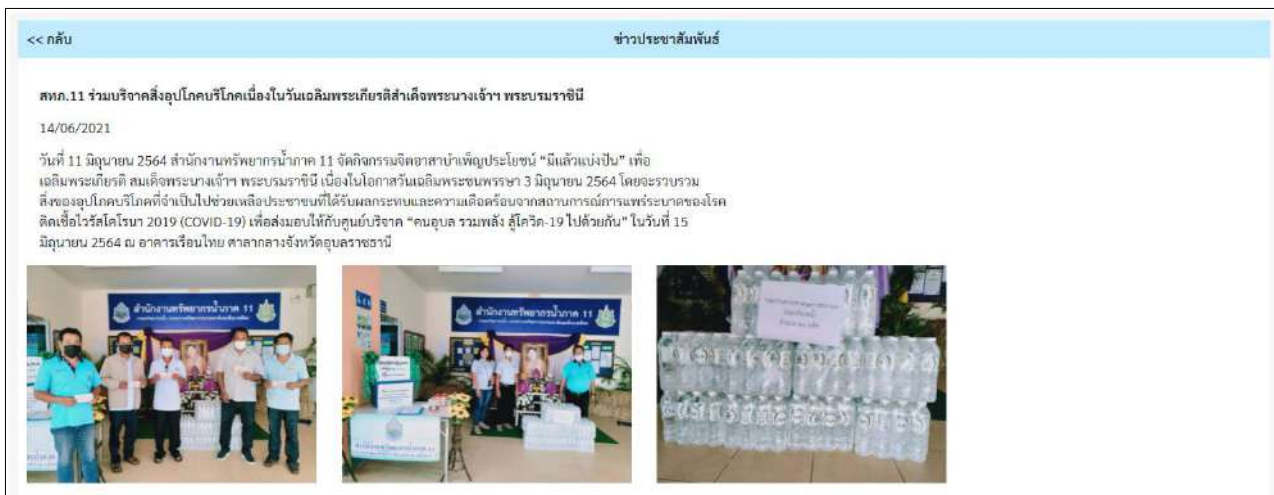 << กลับ
ข่าวประชาสัมพันธ์
สทภ.11 ร่วมบริจาคสิ่งอุปโภคบริโภคเนื่องในวันเฉลิมพระเกียรติสำเด็จพระนางเจ้าฯ พระบรมราชินี
14/06/2021
วันที่ 11 มิถุนายน 2564 สำนักงานทรัพยากรน้ำภาค 11 จัดกิจกรรมจิตอาสาบำเพ็ญประโยชน์ “มีแล้วแบ่งปัน” เพื่อ
เฉลิมพระเกียรติ สมเด็จพระนางเจ้าฯ พระบรมราชินี เนื่องในโอกาสวันเฉลิมพระชนพรรษา 3 มิถุนายน 2564 โดยจะรวบรวม
สิ่งของอุปโภคบริโภคที่จำเป็นไปช่วยเหลือประชาชนที่ได้รับผลกระทบและความเดือดร้อนจากสถานการณ์การแพร่ระบาดของโรค
ติดเชื้อไวรัสโคโรนา 2019 (COVID-19) เพื่อส่งมอบให้กับศูนย์บริจาค “คนอุบล รวมพลัง สู้โควิด-19 ไปด้วยกัน” ในวันที่ 15
มิถุนายน 2564 ณ อาคารเรือนไทย ศาลากลางจังหวัดอุบลราชธานี
สำนักงานทรัพยากรน้ำภาค 11
สำนักงานทรัพยากรน้ำภาค 11